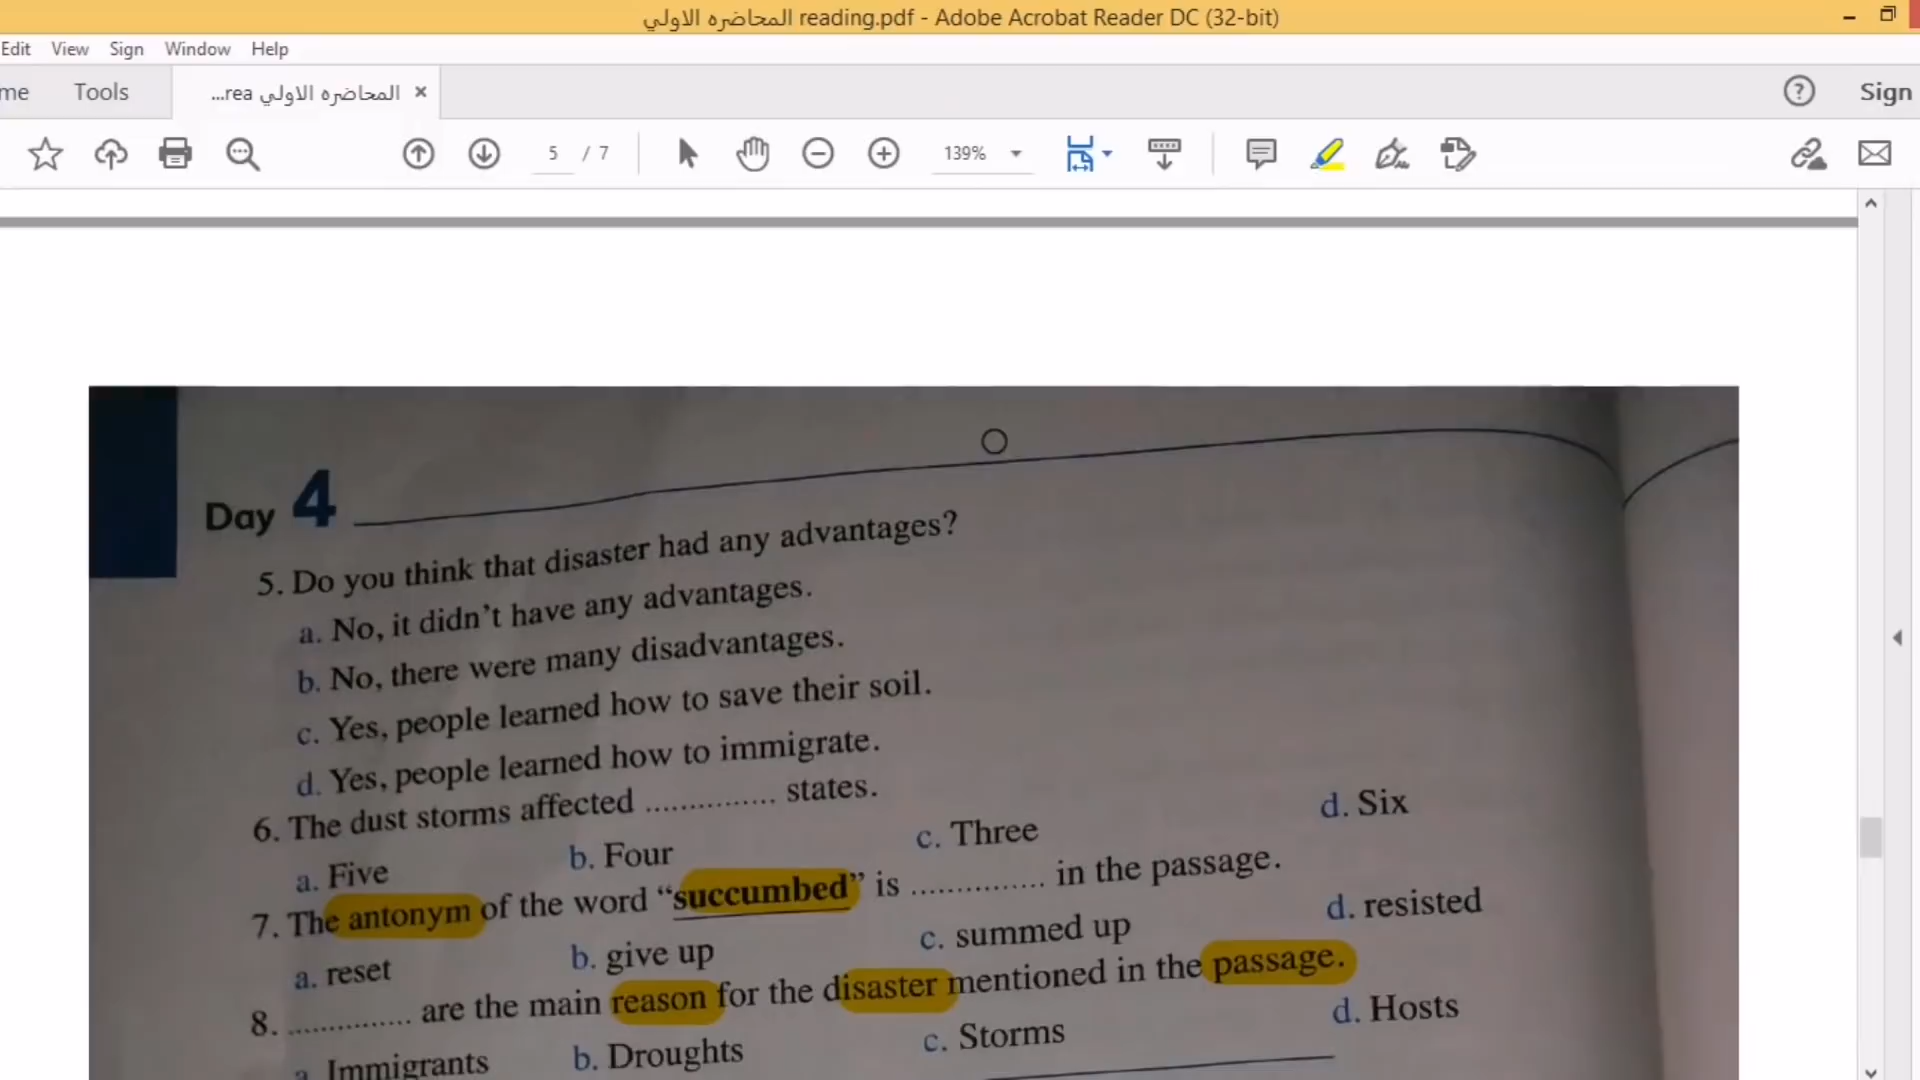 المحاضره الاولي reading.pdf - Adobe Acrobat Reader DC (32-bit)
Edit View Sign Window Help
me Tools المحاضره الاولي rea... × ? Sign
5 / 7 139%
Day 4
5. Do you think that disaster had any advantages?
a. No, it didn't have any advantages.
b. No, there were many disadvantages.
c. Yes, people learned how to save their soil.
d. Yes, people learned how to immigrate.
6. The dust storms affected ............... states.
a. Five b. Four c. Three d. Six
7. The antonym of the word “succumbed” is ............... in the passage.
a. reset b. give up c. summed up d. resisted
8. ............... are the main reason for the disaster mentioned in the passage.
a. Immigrants b. Droughts c. Storms d. Hosts